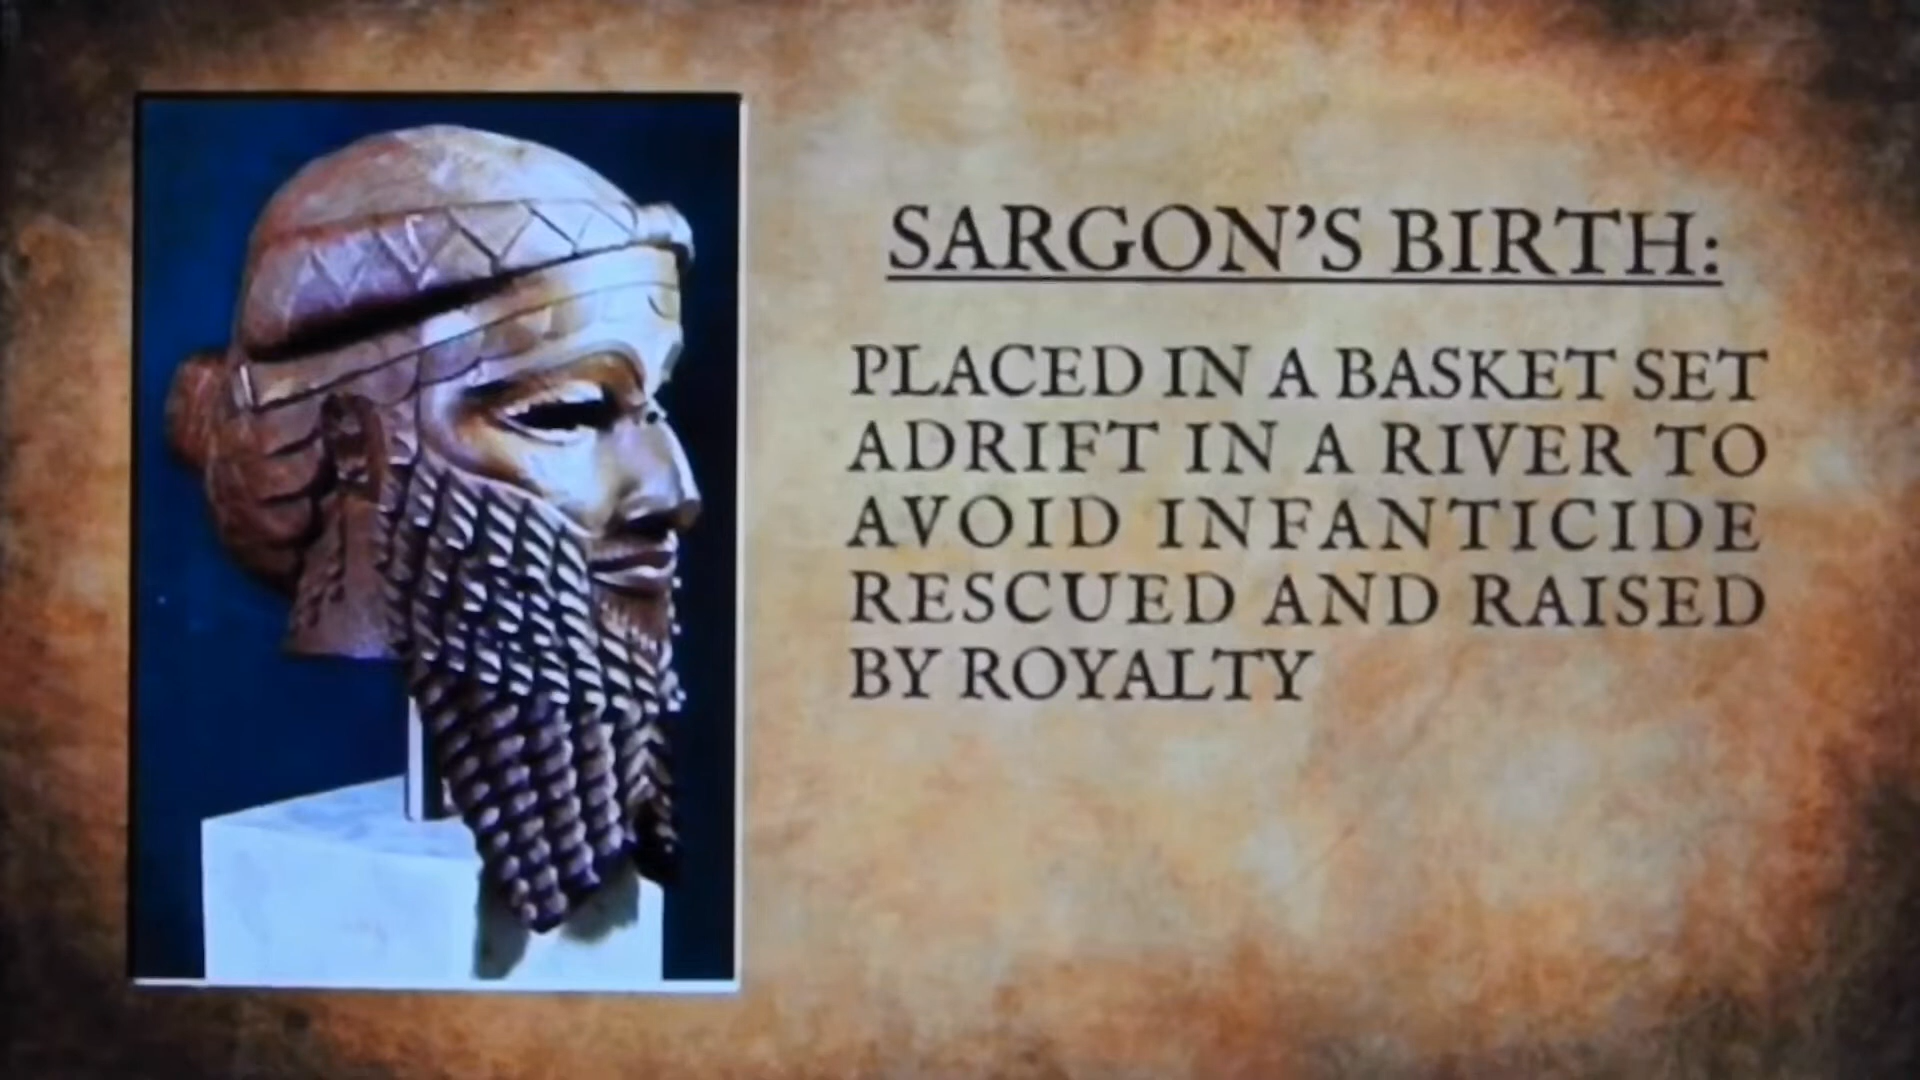 SARGON'S BIRTH:
PLACED IN A BASKET SET
ADRIFT IN A RIVER TO
AVOID INFANTICIDE
RESCUED AND RAISED
BY ROYALTY